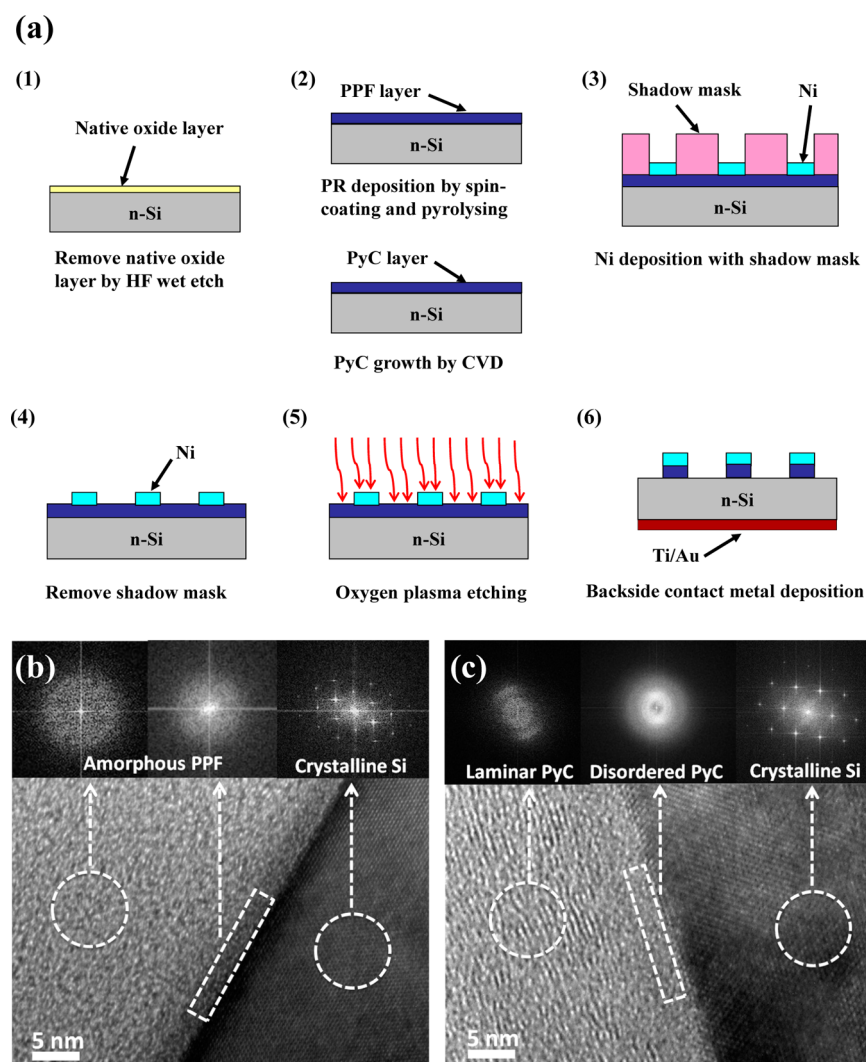 (a)
(1)
Native oxide layer
n-Si
Remove native oxide
layer by HF wet etch
(2)
PPF layer
n-Si
PR deposition by spin-
coating and pyrolysing
PyC layer
n-Si
PyC growth by CVD
(3)
Shadow mask
Ni
n-Si
Ni deposition with shadow mask
(4)
Ni
n-Si
Remove shadow mask
(5)
n-Si
Oxygen plasma etching
(6)
n-Si
Ti/Au
Backside contact metal deposition
(b)
Amorphous PPF
Crystalline Si
5 nm
(c)
Laminar PyC
Disordered PyC
Crystalline Si
5 nm